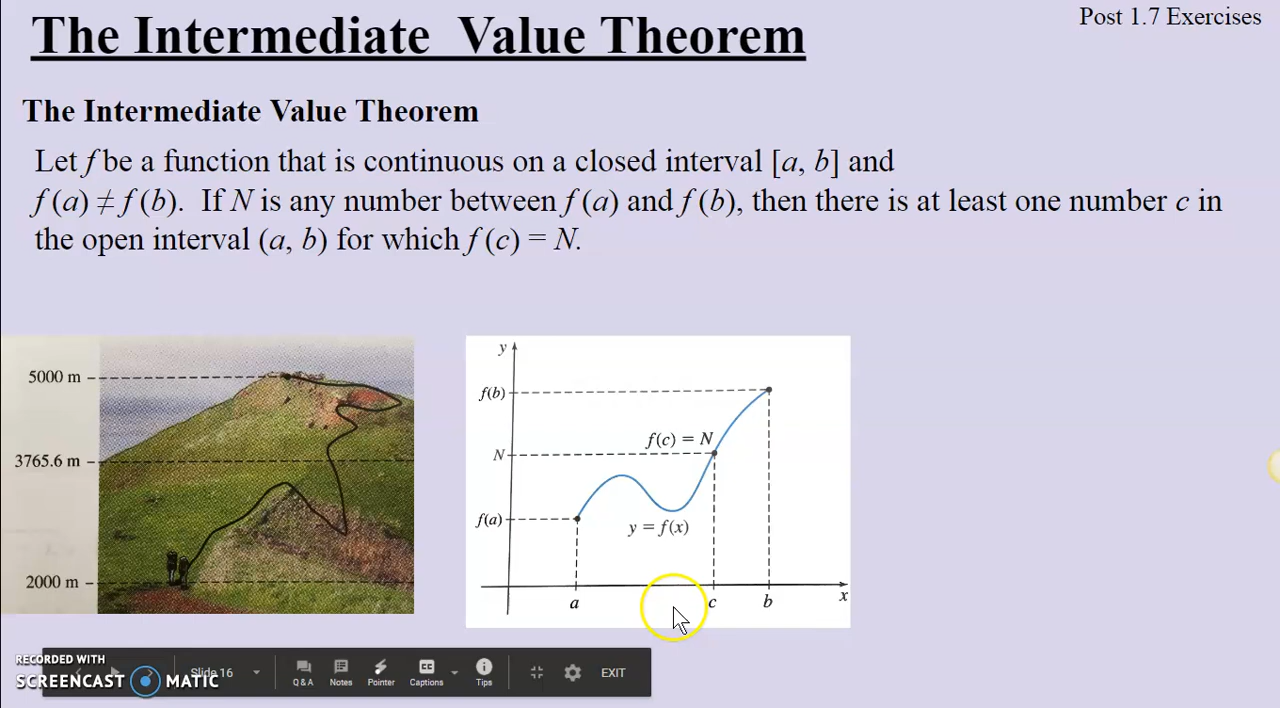 The Intermediate  Value Theorem
Post 1.7 Exercises
The Intermediate Value Theorem
Let f be a function that is continuous on a closed interval [a, b] and
f (a) ≠ f (b).  If N is any number between f (a) and f (b), then there is at least one number c in
the open interval (a, b) for which f (c) = N.
5000 m
3765.6 m
2000 m
y
f(b)
f(c) = N
N
f(a)
y = f(x)
a
c
b
x
RECORDED WITH
SCREENCAST MATIC
Slide 16
Q & A
Notes
Pointer
CC
Captions
Tips
EXIT